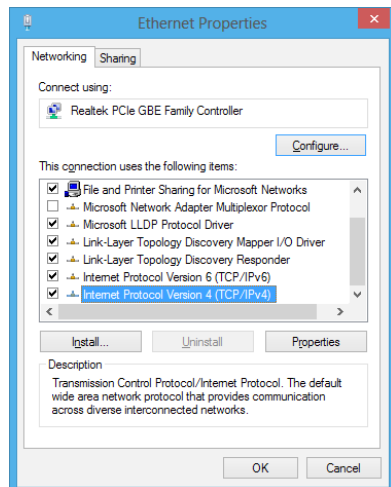 Ethernet Properties
Networking
Sharing
Connect using:
Realtek PCIe GBE Family Controller
Configure...
This connection uses the following items:
File and Printer Sharing for Microsoft Networks
Microsoft Network Adapter Multiplexor Protocol
Microsoft LLDP Protocol Driver
Link-Layer Topology Discovery Mapper I/O Driver
Link-Layer Topology Discovery Responder
Internet Protocol Version 6 (TCP/IPv6)
Internet Protocol Version 4 (TCP/IPv4)
Install...
Uninstall
Properties
Description
Transmission Control Protocol/Internet Protocol. The default
wide area network protocol that provides communication
across diverse interconnected networks.
OK
Cancel